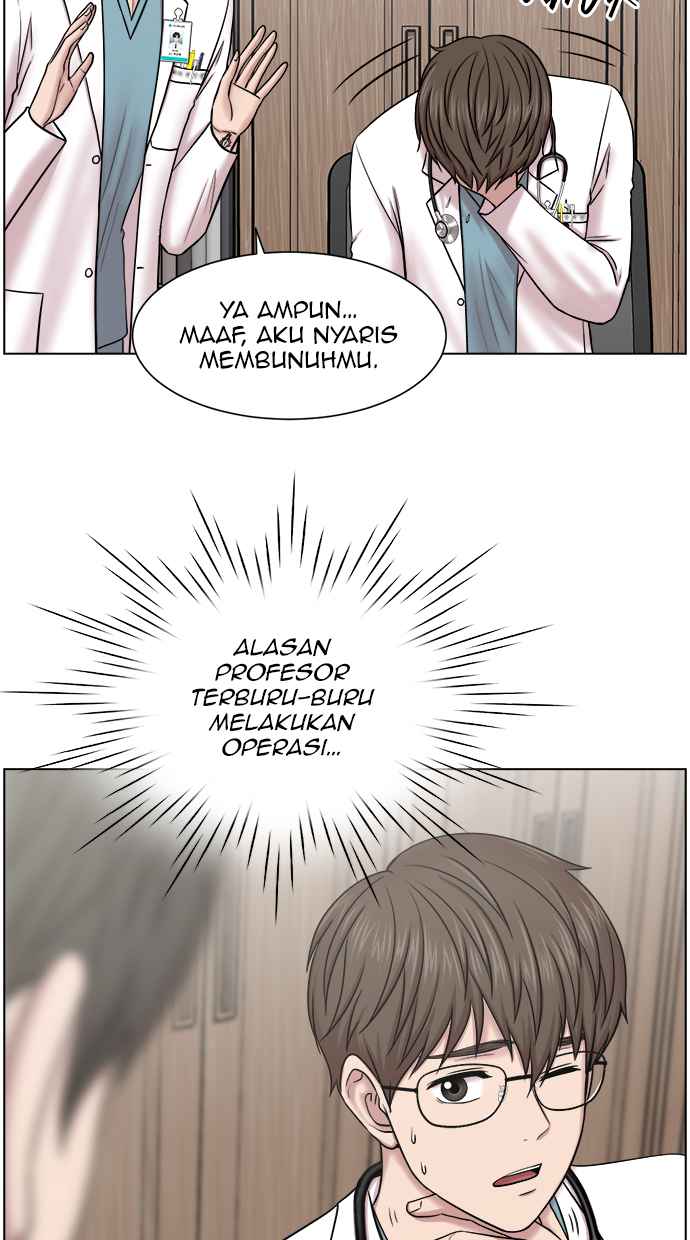 YA AMPUN...
MAAF, AKU NYARIS
MEMBUNUHMU.
ALASAN
PROFESOR
TERBURU-BURU
MELAKUKAN
OPERASI...